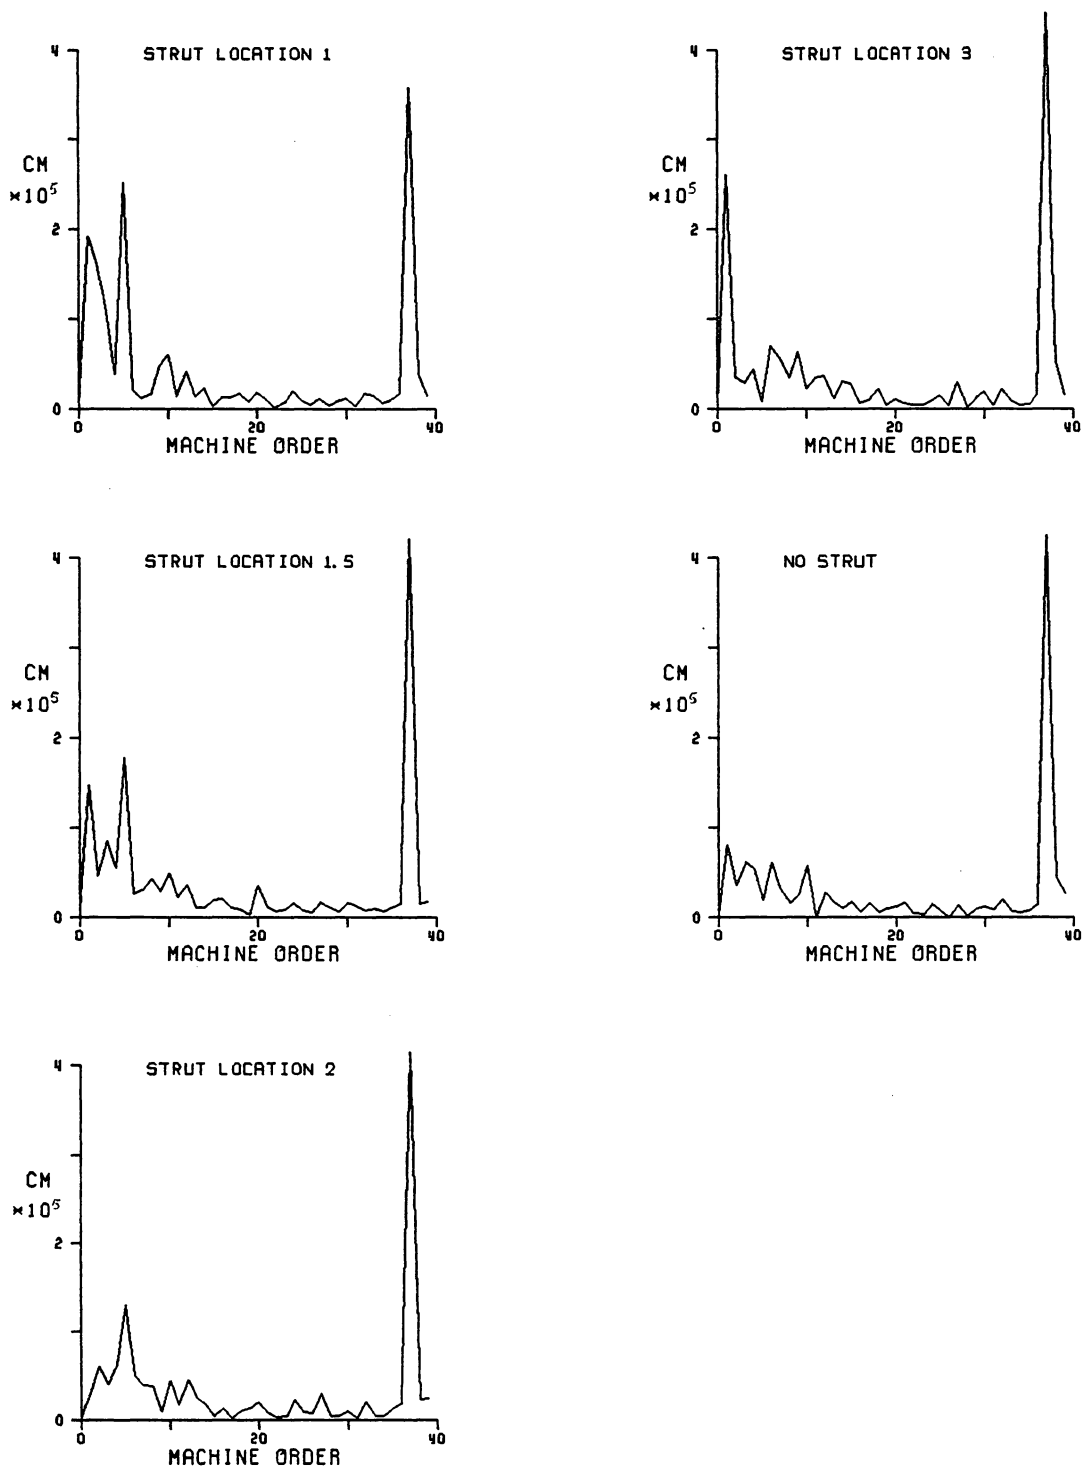 STRUT LOCATION 1
4
CM
×10⁵
2
0
0 20 40
MACHINE ORDER
STRUT LOCATION 3
4
CM
×10⁵
2
0
0 20 40
MACHINE ORDER
STRUT LOCATION 1.5
4
CM
×10⁵
2
0
0 20 40
MACHINE ORDER
NO STRUT
4
CM
×10⁵
2
0
0 20 40
MACHINE ORDER
STRUT LOCATION 2
4
CM
×10⁵
2
0
0 20 40
MACHINE ORDER